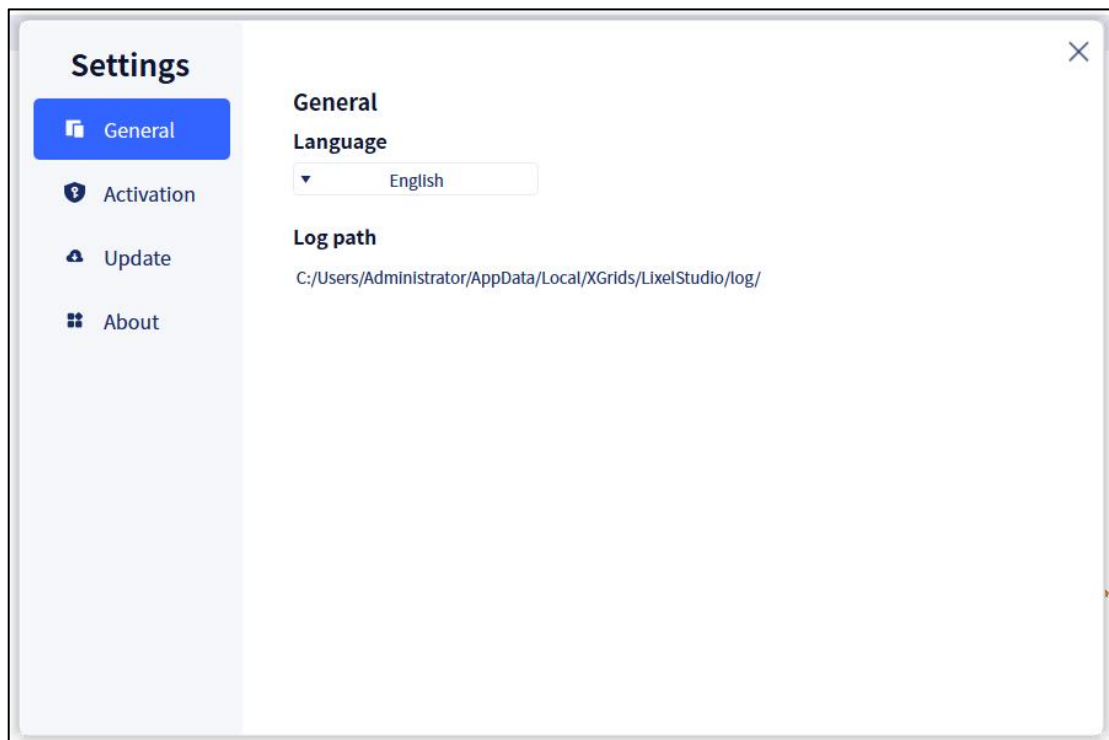 Settings
General
Activation
Update
About
General
Language
English
Log path
C:/Users/Administrator/AppData/Local/XGrids/LixelStudio/log/